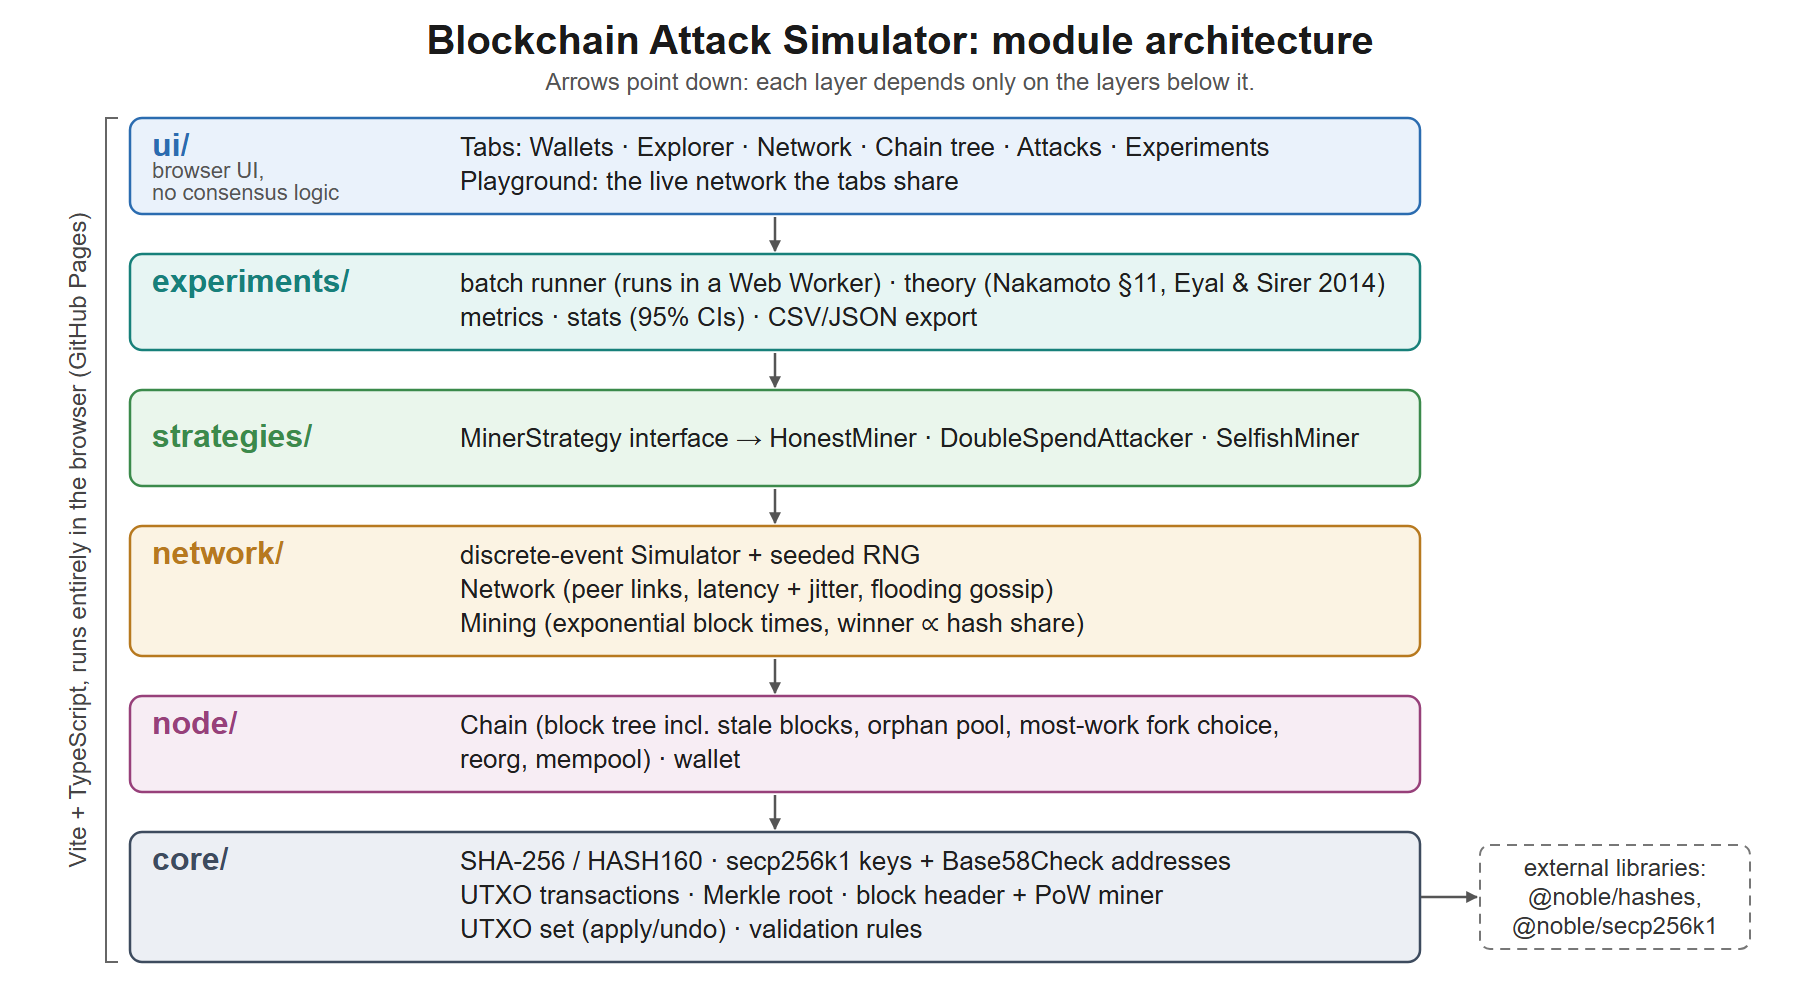 Blockchain Attack Simulator: module architecture
Arrows point down: each layer depends only on the layers below it.
Vite + TypeScript, runs entirely in the browser (GitHub Pages)
ui/
browser UI,
no consensus logic
Tabs: Wallets · Explorer · Network · Chain tree · Attacks · Experiments
Playground: the live network the tabs share
experiments/
batch runner (runs in a Web Worker) · theory (Nakamoto §11, Eyal & Sirer 2014)
metrics · stats (95% CIs) · CSV/JSON export
strategies/
MinerStrategy interface → HonestMiner · DoubleSpendAttacker · SelfishMiner
network/
discrete-event Simulator + seeded RNG
Network (peer links, latency + jitter, flooding gossip)
Mining (exponential block times, winner ∝ hash share)
node/
Chain (block tree incl. stale blocks, orphan pool, most-work fork choice,
reorg, mempool) · wallet
core/
SHA-256 / HASH160 · secp256k1 keys + Base58Check addresses
UTXO transactions · Merkle root · block header + PoW miner
UTXO set (apply/undo) · validation rules
external libraries:
@noble/hashes,
@noble/secp256k1